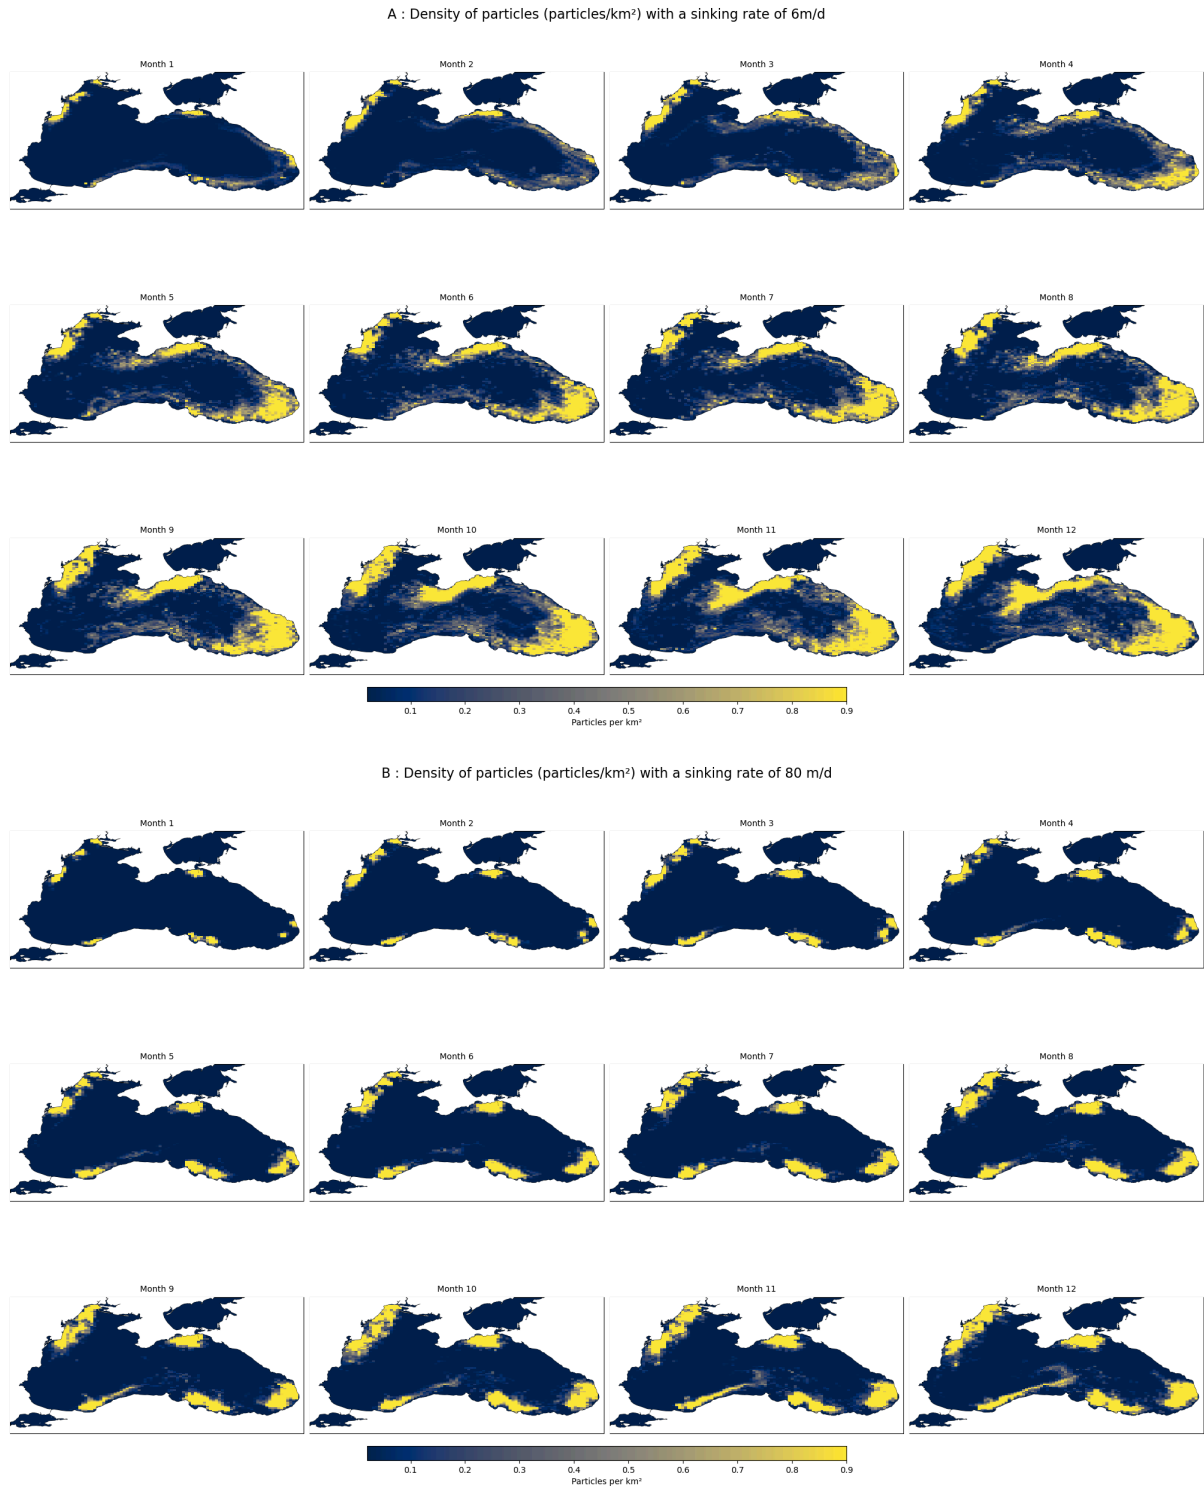 A : Density of particles (particles/km²) with a sinking rate of 6m/d
Month 1 Month 2 Month 3 Month 4
Month 5 Month 6 Month 7 Month 8
Month 9 Month 10 Month 11 Month 12
0.1 0.2 0.3 0.4 0.5 0.6 0.7 0.8 0.9
Particles per km²
B : Density of particles (particles/km²) with a sinking rate of 80 m/d
Month 1 Month 2 Month 3 Month 4
Month 5 Month 6 Month 7 Month 8
Month 9 Month 10 Month 11 Month 12
0.1 0.2 0.3 0.4 0.5 0.6 0.7 0.8 0.9
Particles per km²